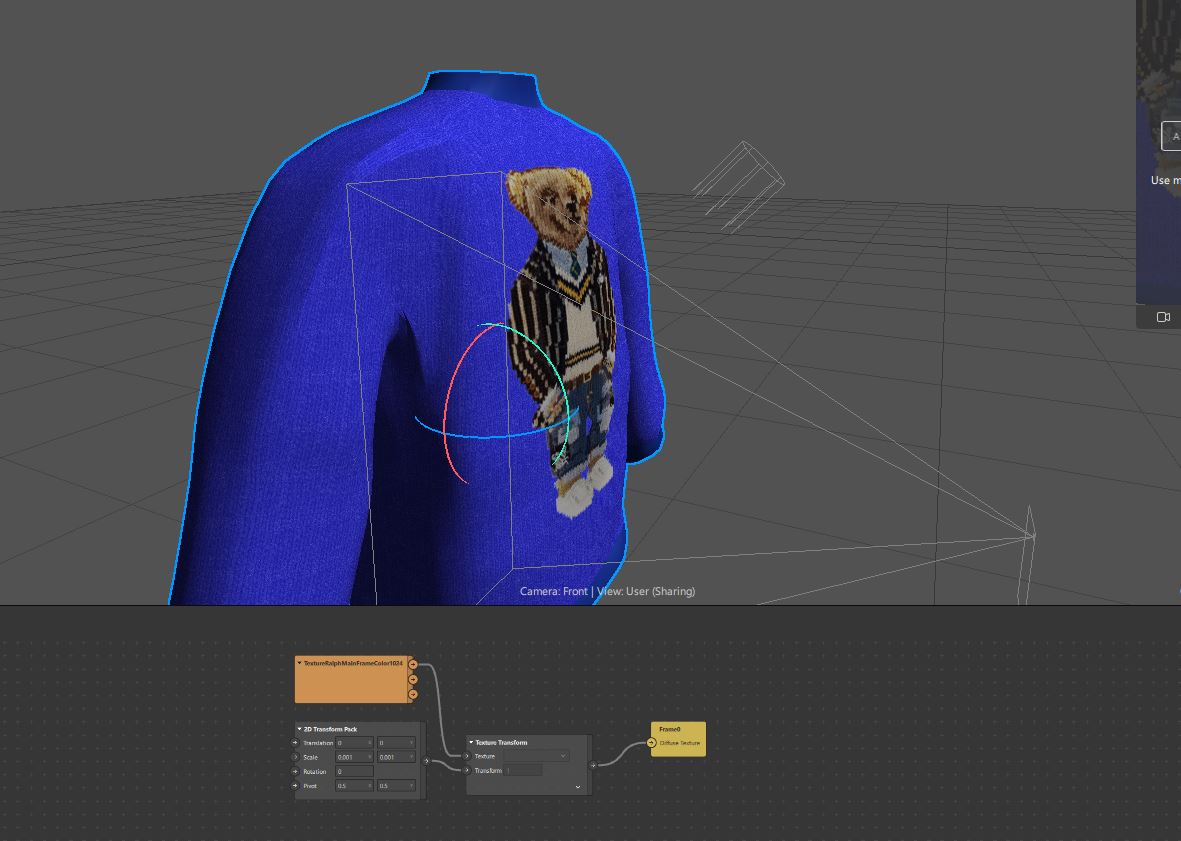 A
Use m
Camera: Front | View: User (Sharing)
TextureRalphMainFrameColor1024
2D Transform Pack
Translation 0 0
Scale 0.001 0.001
Rotation 0
Pivot 0.5 0.5
Texture Transform
Texture
Transform
Frame0
Diffuse Texture